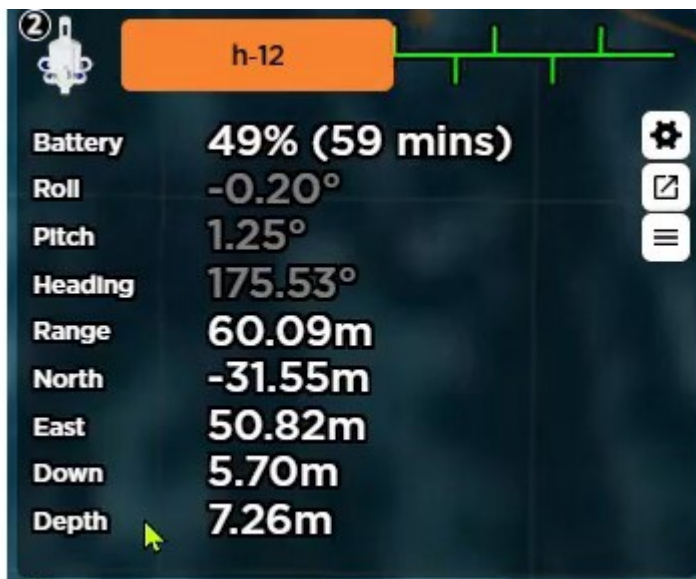 2
h-12
Battery 49% (59 mins)
Roll -0.20°
Pitch 1.25°
Heading 175.53°
Range 60.09m
North -31.55m
East 50.82m
Down 5.70m
Depth 7.26m